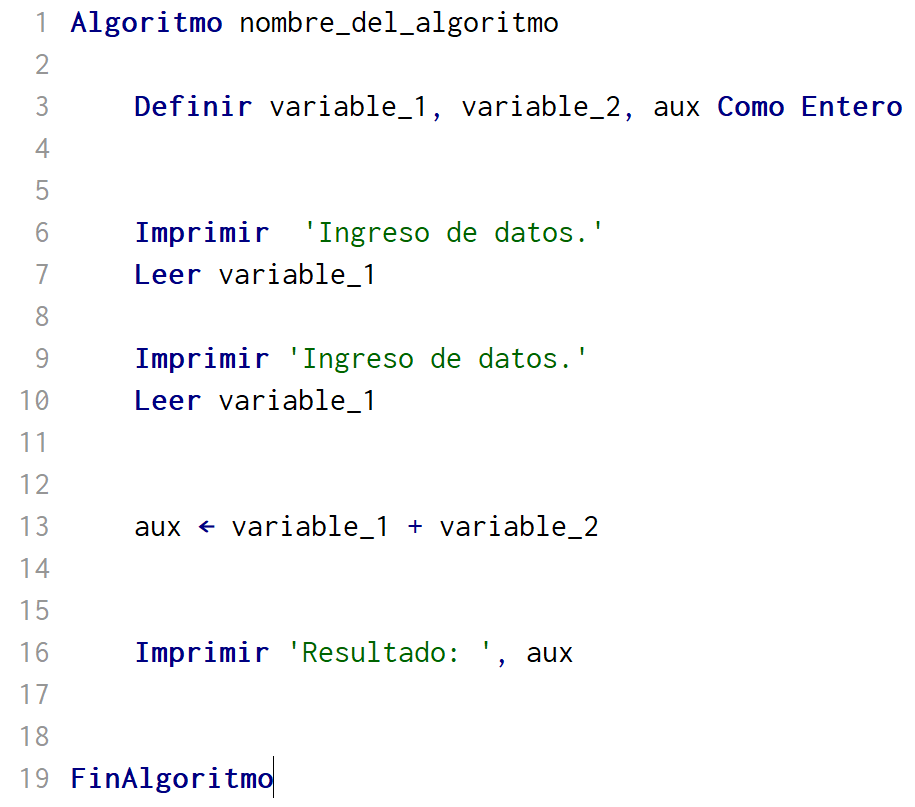 1 Algoritmo nombre_del_algoritmo
2
3 Definir variable_1, variable_2, aux Como Entero
4
5
6 Imprimir  'Ingreso de datos.'
7 Leer variable_1
8
9 Imprimir 'Ingreso de datos.'
10 Leer variable_1
11
12
13 aux ← variable_1 + variable_2
14
15
16 Imprimir 'Resultado: ', aux
17
18
19 FinAlgoritmo